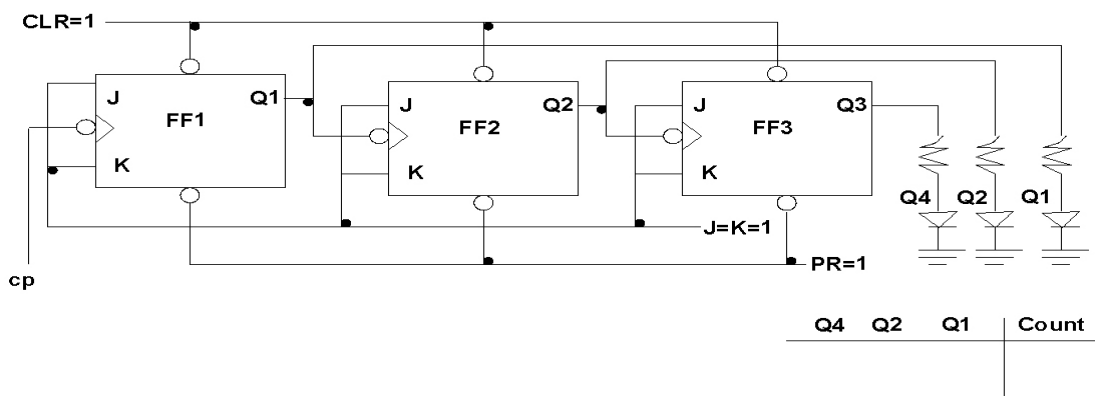 CLR=1
J
Q1
FF1
K
J
Q2
FF2
K
J
Q3
FF3
K
Q4
Q2
Q1
J=K=1
PR=1
cp
Q4 Q2 Q1 Count